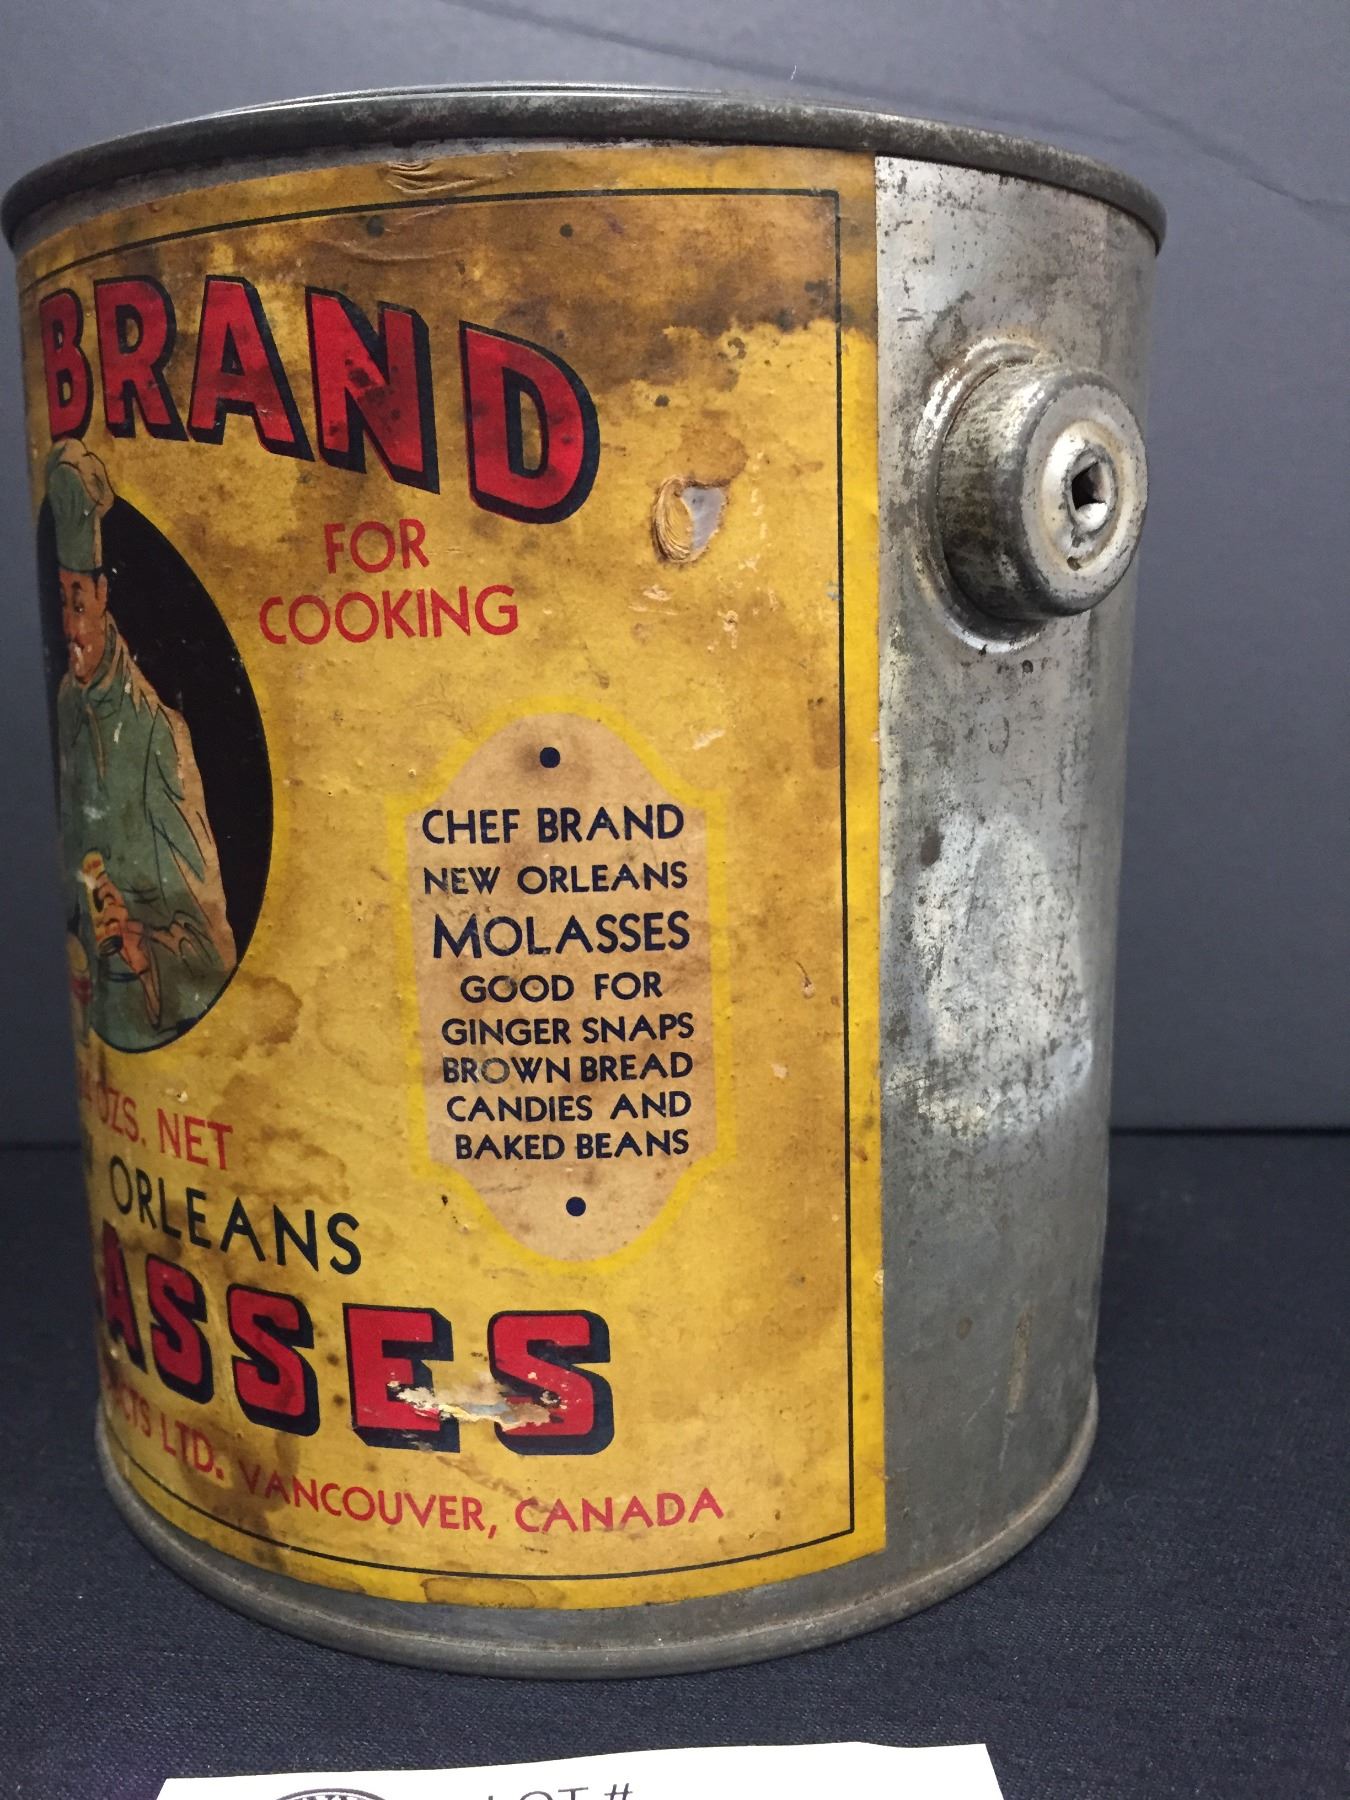 BRAND
FOR
COOKING
CHEF BRAND
NEW ORLEANS
MOLASSES
GOOD FOR
GINGER SNAPS
BROWN BREAD
CANDIES AND
BAKED BEANS
OZS. NET
ORLEANS
ASSES
LTD. VANCOUVER, CANADA
LOT #